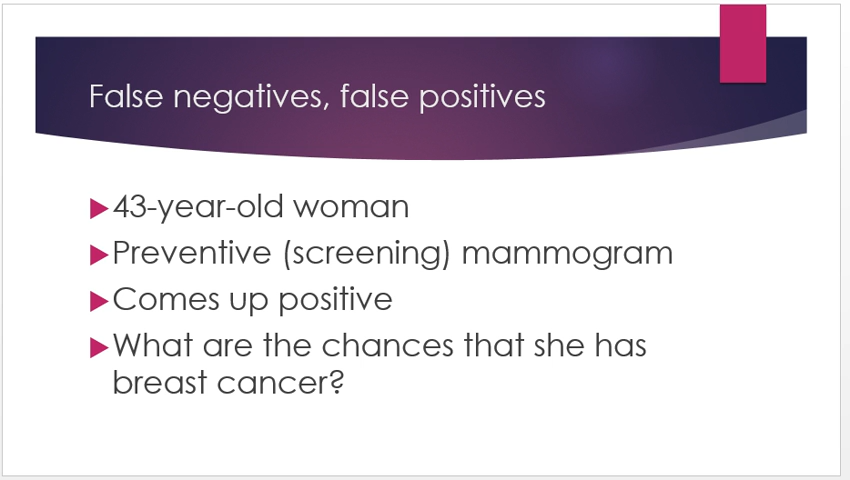 False negatives, false positives
43-year-old woman
Preventive (screening) mammogram
Comes up positive
What are the chances that she has
breast cancer?